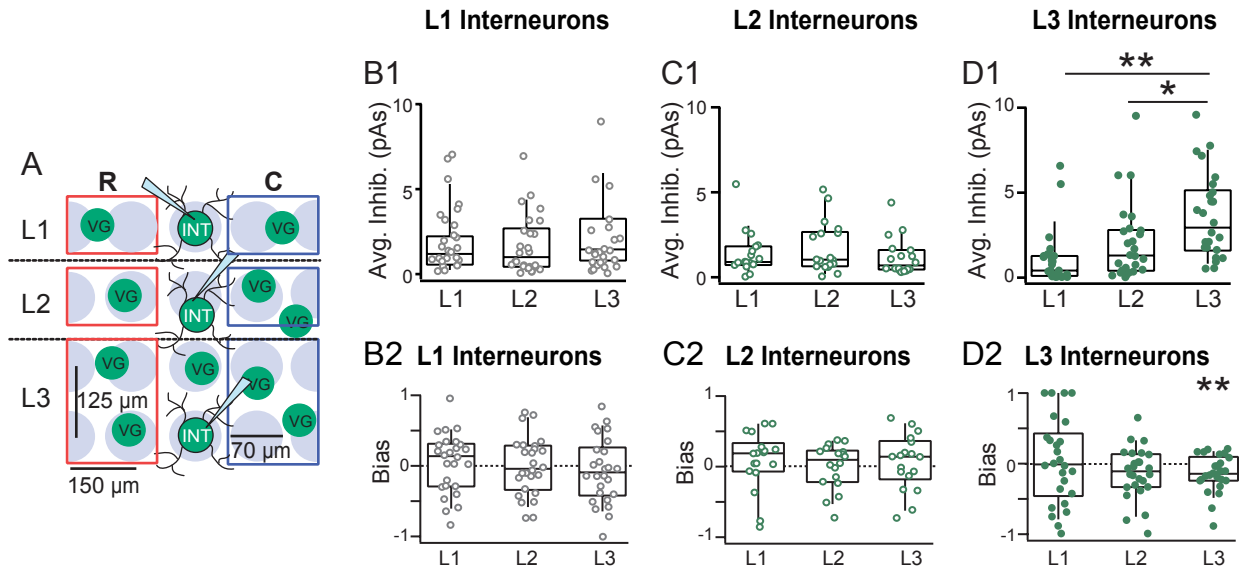 L1 Interneurons
L2 Interneurons
L3 Interneurons
A
R
C
L1
VG
INT
VG
L2
VG
INT
VG
VG
L3
VG
VG
VG
125 µm
VG
INT
VG
70 µm
150 µm
B1
Avg. Inhib. (pAs)
10
5
0
L1
L2
L3
C1
Avg. Inhib. (pAs)
10
5
0
L1
L2
L3
D1
**
*
Avg. Inhib. (pAs)
10
5
0
L1
L2
L3
B2
L1 Interneurons
Bias
1
0
-1
L1
L2
L3
C2
L2 Interneurons
Bias
1
0
-1
L1
L2
L3
D2
L3 Interneurons
**
Bias
1
0
-1
L1
L2
L3